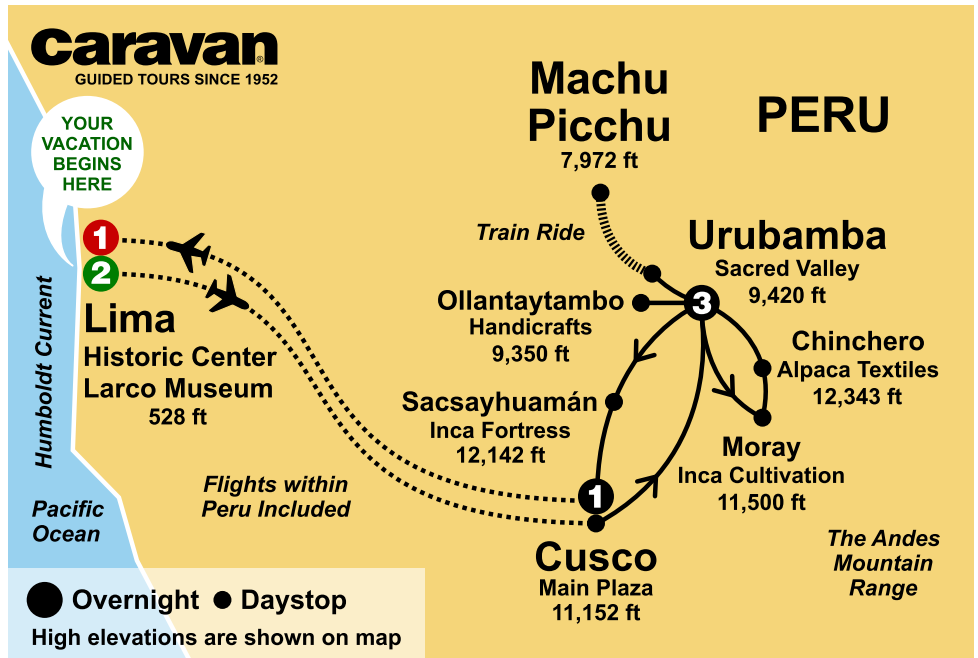 caravan®
GUIDED TOURS SINCE 1952
YOUR
VACATION
BEGINS
HERE
Machu
Picchu
7,972 ft
PERU
1
2
Train Ride
Urubamba
Sacred Valley
9,420 ft
3
Ollantaytambo
Handicrafts
9,350 ft
Lima
Historic Center
Larco Museum
528 ft
Humboldt Current
Chinchero
Alpaca Textiles
12,343 ft
Sacsayhuamán
Inca Fortress
12,142 ft
Moray
Inca Cultivation
11,500 ft
Flights within
Peru Included
1
Pacific
Ocean
Cusco
Main Plaza
11,152 ft
The Andes
Mountain
Range
Overnight Daystop
High elevations are shown on map